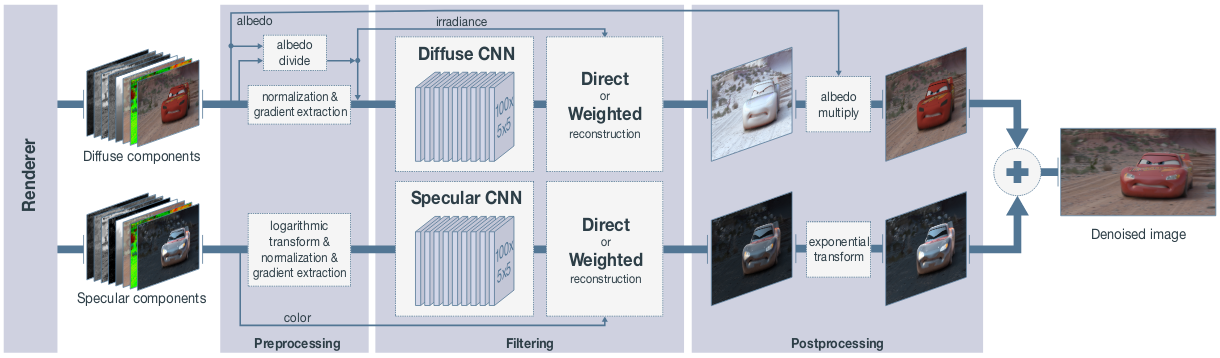 Renderer
Diffuse components
Specular components
albedo
albedo
divide
normalization &
gradient extraction
logarithmic
transform &
normalization &
gradient extraction
color
Preprocessing
irradiance
Diffuse CNN
100x
5x5
Direct
or
Weighted
reconstruction
Specular CNN
100x
5x5
Direct
or
Weighted
reconstruction
Filtering
albedo
multiply
exponential
transform
Postprocessing
Denoised image